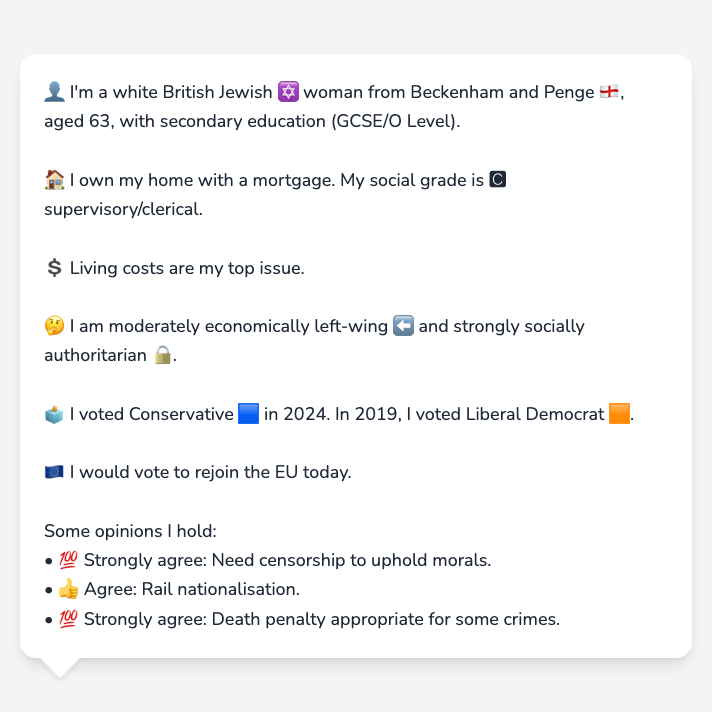 👤 I'm a white British Jewish ✡️ woman from Beckenham and Penge 🏴󠁧󠁢󠁥󠁮󠁧󠁿,
aged 63, with secondary education (GCSE/O Level).
🏠 I own my home with a mortgage. My social grade is 🅲
supervisory/clerical.
💲 Living costs are my top issue.
🤔 I am moderately economically left-wing ⬅️ and strongly socially
authoritarian 🔒.
🗳️ I voted Conservative 🟦 in 2024. In 2019, I voted Liberal Democrat 🟧.
🇪🇺 I would vote to rejoin the EU today.
Some opinions I hold:
• 💯 Strongly agree: Need censorship to uphold morals.
• 👍 Agree: Rail nationalisation.
• 💯 Strongly agree: Death penalty appropriate for some crimes.